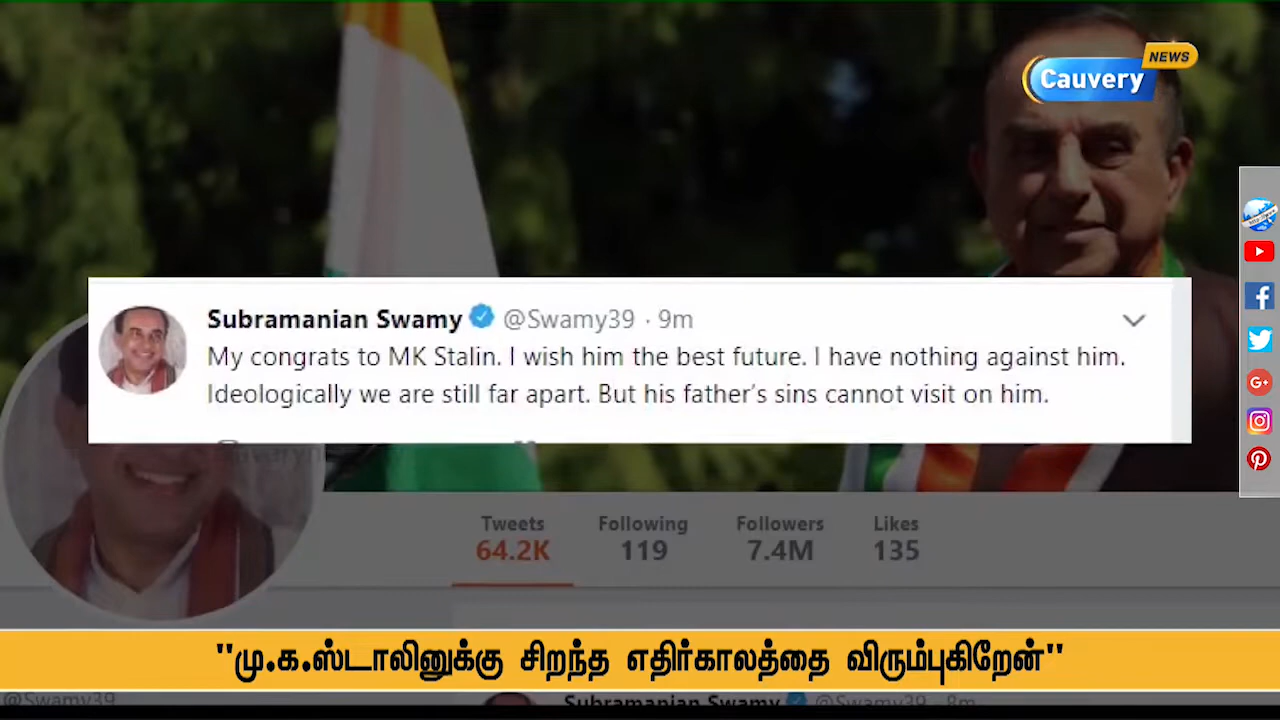 NEWS
Cauvery
Subramanian Swamy @Swamy39 · 9m
My congrats to MK Stalin. I wish him the best future. I have nothing against him.
Ideologically we are still far apart. But his father's sins cannot visit on him.
Tweets Following Followers Likes
64.2K 119 7.4M 135
"மு.க.ஸ்டாலினுக்கு சிறந்த எதிர்காலத்தை விரும்புகிறேன்"
@Swamy39
Subramanian Swamy @Swamy39 · 8m